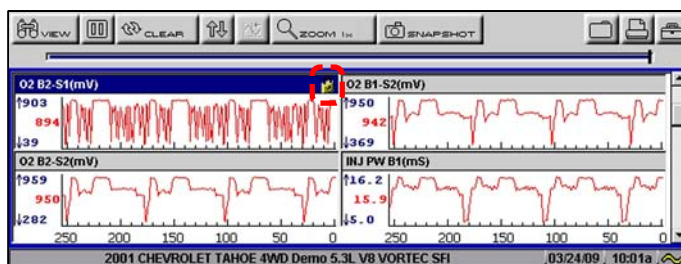 VIEW CLEAR ZOOM 1x SNAPSHOT
O2 B2-S1(mV) O2 B1-S2(mV)
↑903 ↑950
894 942
↓39 ↓369
O2 B2-S2(mV) INJ PW B1(mS)
↑959 ↑16.2
950 15.9
↓282 ↓5.0
250 200 150 100 50 0 250 200 150 100 50 0
2001 CHEVROLET TAHOE 4WD Demo 5.3L V8 VORTEC SFI 03/24/09 10:01a